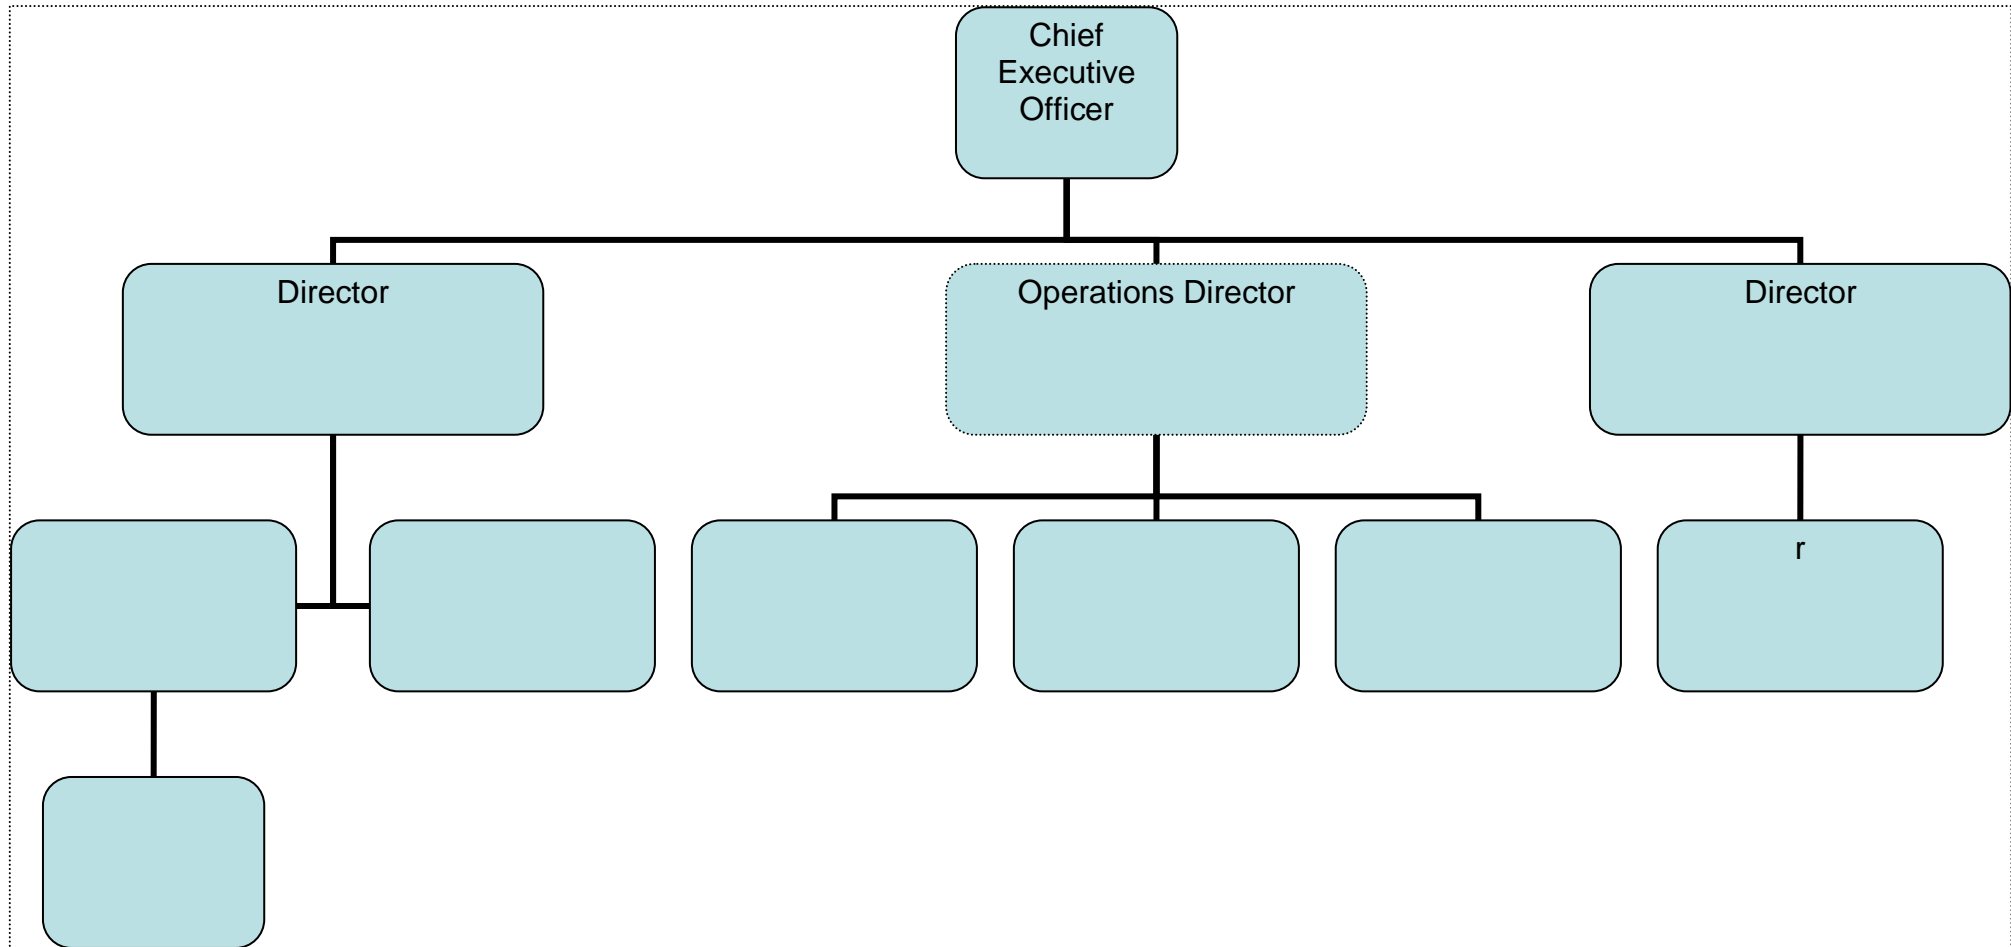 Chief
Executive
Officer
Director
Operations Director
Director
r